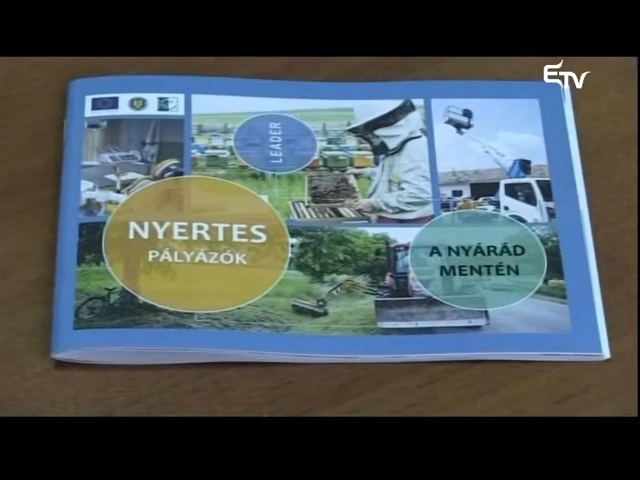 ETV
LEADER
NYERTES
PÁLYÁZÓK
A NYÁRÁD
MENTÉN